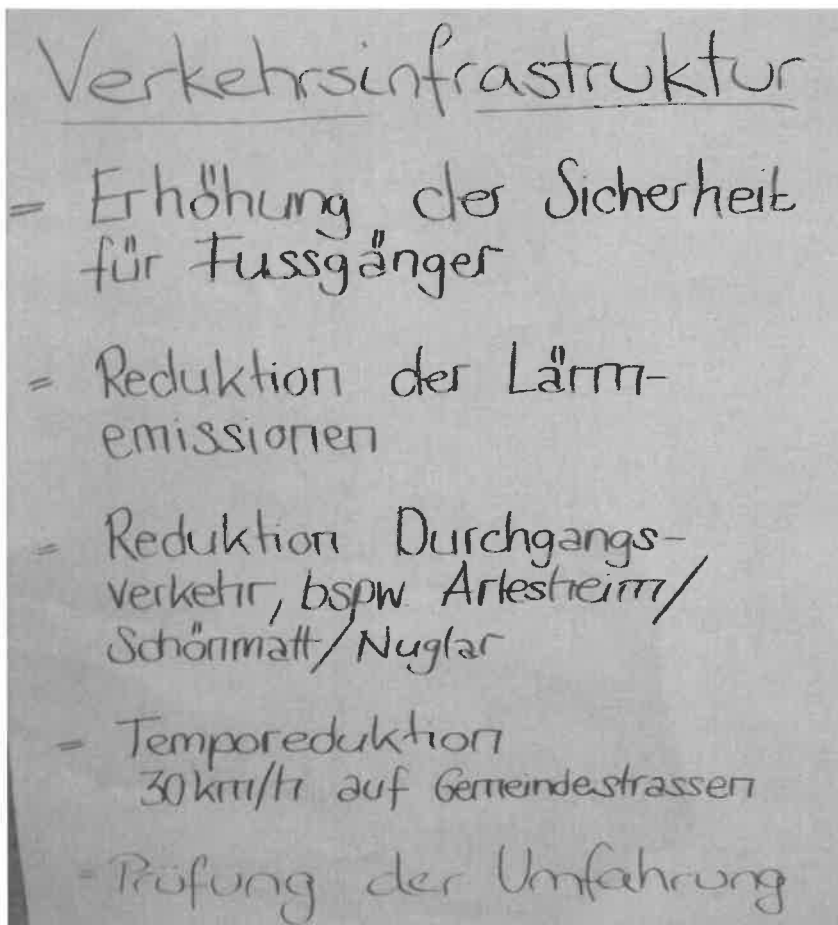 Verkehrsinfrastruktur
= Erhöhung der Sicherheit
für Fussgänger
= Reduktion der Lärm-
emissionen
= Reduktion Durchgangs-
verkehr, bspw Arlesheim/
Schönmatt/Nuglar
= Temporeduktion
30 km/h auf Gemeindestrassen
- Prüfung der Umfahrung